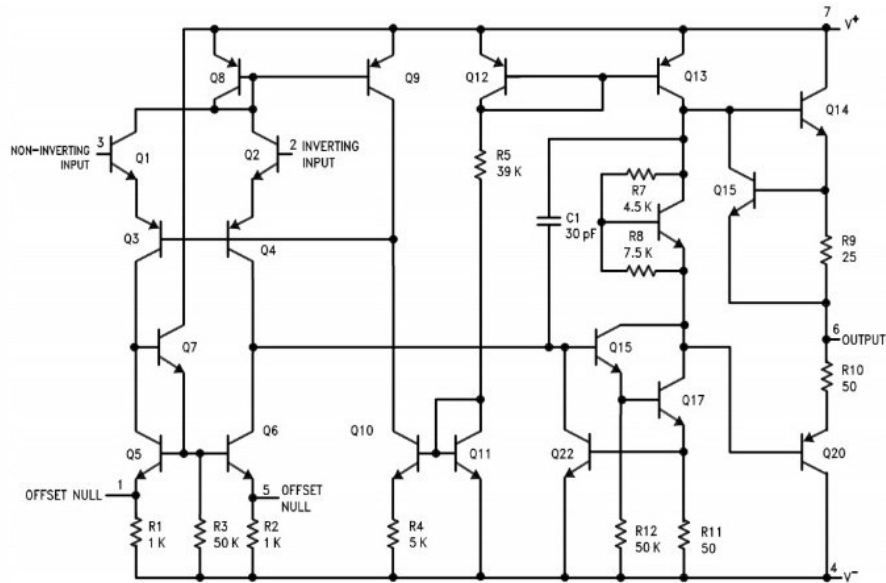 7 V+
Q8
Q9
Q12
Q13
Q14
3
NON-INVERTING
INPUT
Q1
Q2
2 INVERTING
INPUT
R5
39 K
R7
4.5 K
Q15
C1
30 pF
R8
7.5 K
Q3
Q4
R9
25
6
OUTPUT
Q7
Q15
R10
50
Q17
Q5
Q6
Q10
Q11
Q22
Q20
OFFSET NULL
1
5 OFFSET
NULL
R1
1 K
R3
50 K
R2
1 K
R4
5 K
R12
50 K
R11
50
4 V-